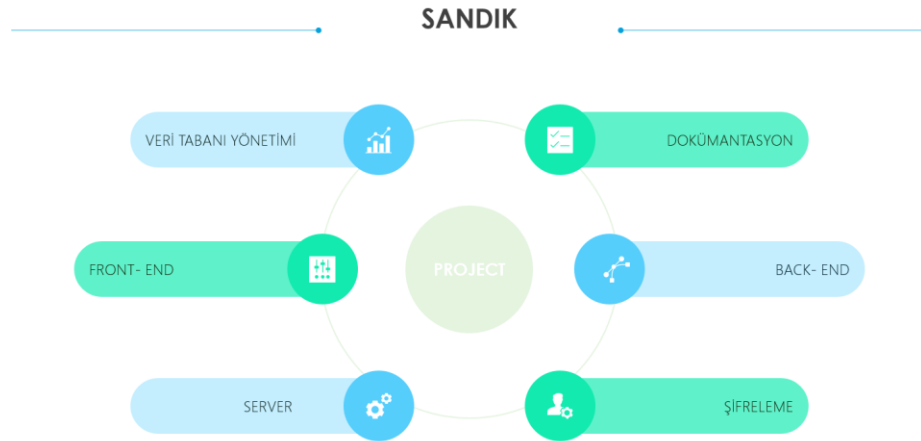 SANDIK
VERİ TABANI YÖNETİMİ
DOKÜMANTASYON
FRONT- END
PROJECT
BACK- END
SERVER
ŞİFRELEME